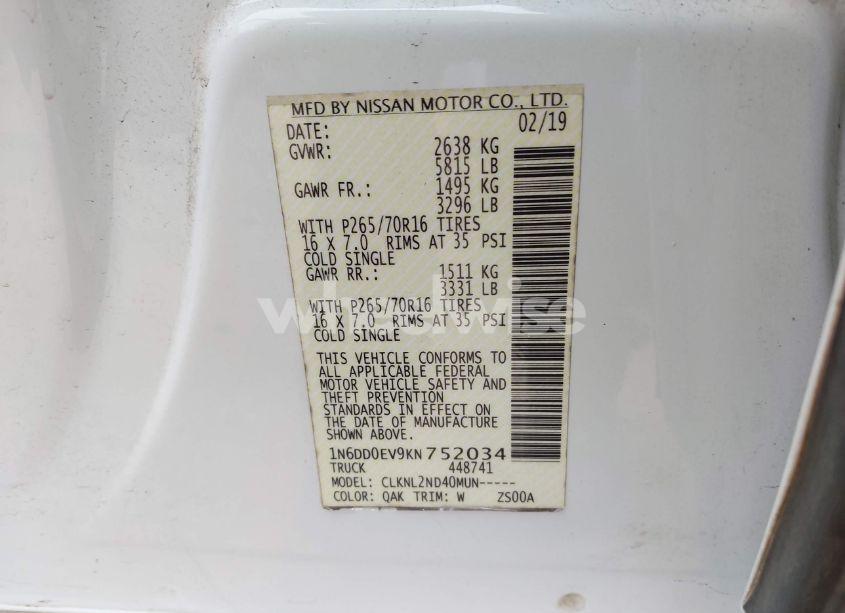 MFD BY NISSAN MOTOR CO., LTD.
DATE: 02/19
GVWR: 2638 KG
5815 LB
GAWR FR.: 1495 KG
3296 LB
WITH P265/70R16 TIRES
16 X 7.0 RIMS AT 35 PSI
COLD SINGLE
GAWR RR.: 1511 KG
3331 LB
WITH P265/70R16 TIRES
16 X 7.0 RIMS AT 35 PSI
COLD SINGLE
wheelwise
THIS VEHICLE CONFORMS TO
ALL APPLICABLE FEDERAL
MOTOR VEHICLE SAFETY AND
THEFT PREVENTION
STANDARDS IN EFFECT ON
THE DATE OF MANUFACTURE
SHOWN ABOVE.
1N6DD0EV9KN752034
TRUCK 448741
MODEL: CLKNL2ND40MUN-----
COLOR: QAK TRIM: W ZS00A